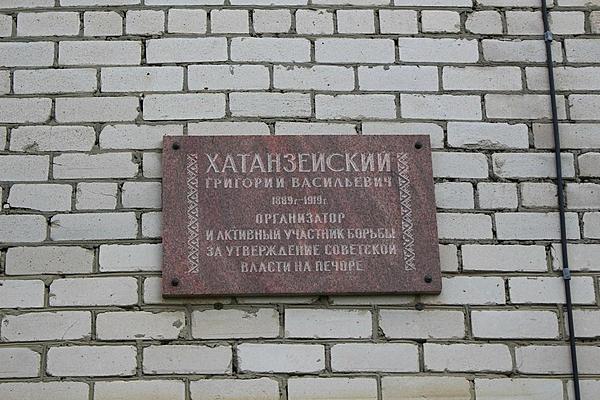 ХАТАНЗЕЙСКИЙ
ГРИГОРИЙ ВАСИЛЬЕВИЧ
1889г-1919г
ОРГАНИЗАТОР
И АКТИВНЫЙ УЧАСТНИК БОРЬБЫ
ЗА УТВЕРЖДЕНИЕ СОВЕТСКОЙ
ВЛАСТИ НА ПЕЧОРЕ